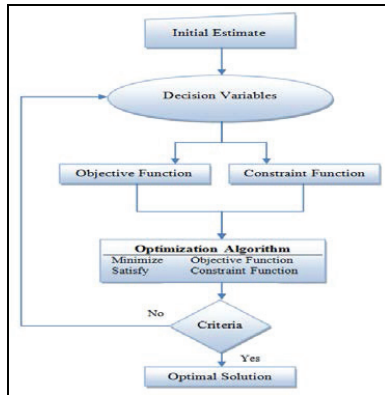 Initial Estimate
Decision Variables
Objective Function Constraint Function
Optimization Algorithm
Minimize Objective Function
Satisfy Constraint Function
No
Criteria
Yes
Optimal Solution